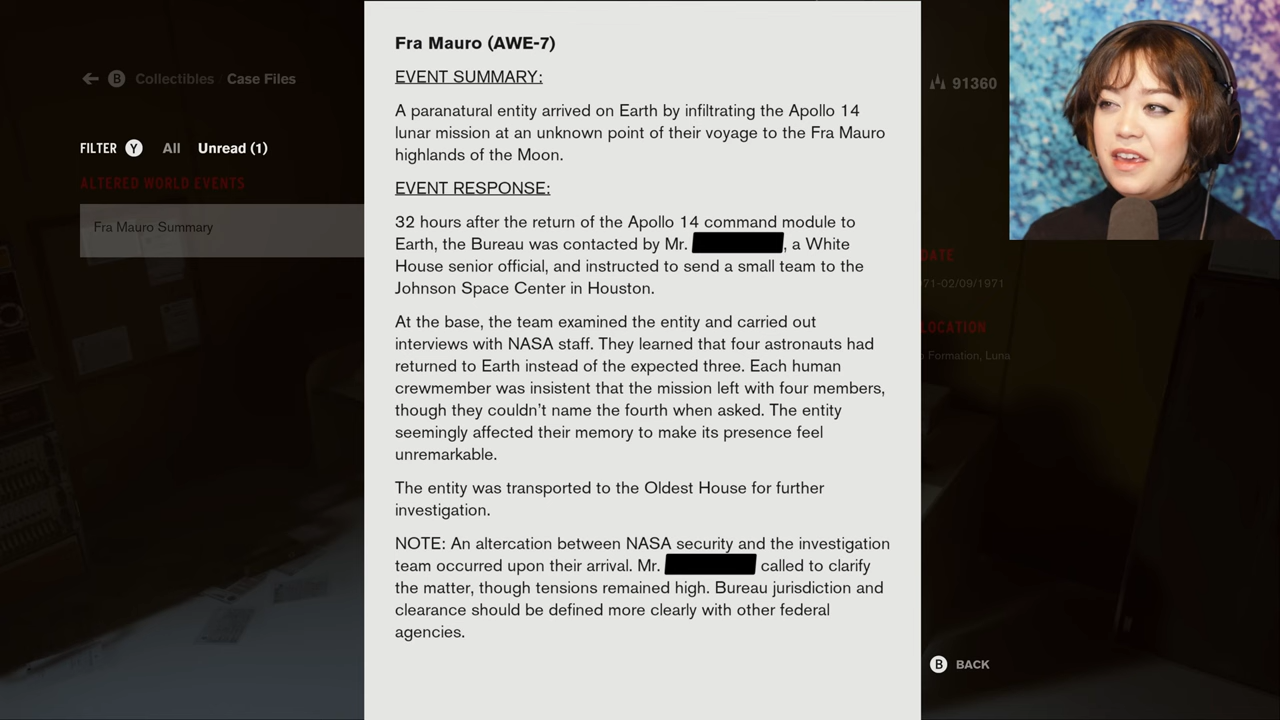 Fra Mauro (AWE-7)
EVENT SUMMARY:
A paranatural entity arrived on Earth by infiltrating the Apollo 14
lunar mission at an unknown point of their voyage to the Fra Mauro
highlands of the Moon.
EVENT RESPONSE:
32 hours after the return of the Apollo 14 command module to
Earth, the Bureau was contacted by Mr. , a White
House senior official, and instructed to send a small team to the
Johnson Space Center in Houston.
At the base, the team examined the entity and carried out
interviews with NASA staff. They learned that four astronauts had
returned to Earth instead of the expected three. Each human
crewmember was insistent that the mission left with four members,
though they couldn't name the fourth when asked. The entity
seemingly affected their memory to make its presence feel
unremarkable.
The entity was transported to the Oldest House for further
investigation.
NOTE: An altercation between NASA security and the investigation
team occurred upon their arrival. Mr. called to clarify
the matter, though tensions remained high. Bureau jurisdiction and
clearance should be defined more clearly with other federal
agencies.
B Collectibles Case Files
FILTER Y All Unread (1)
ALTERED WORLD EVENTS
Fra Mauro Summary
91360
DATE
71-02/09/1971
LOCATION
Formation, Luna
B BACK